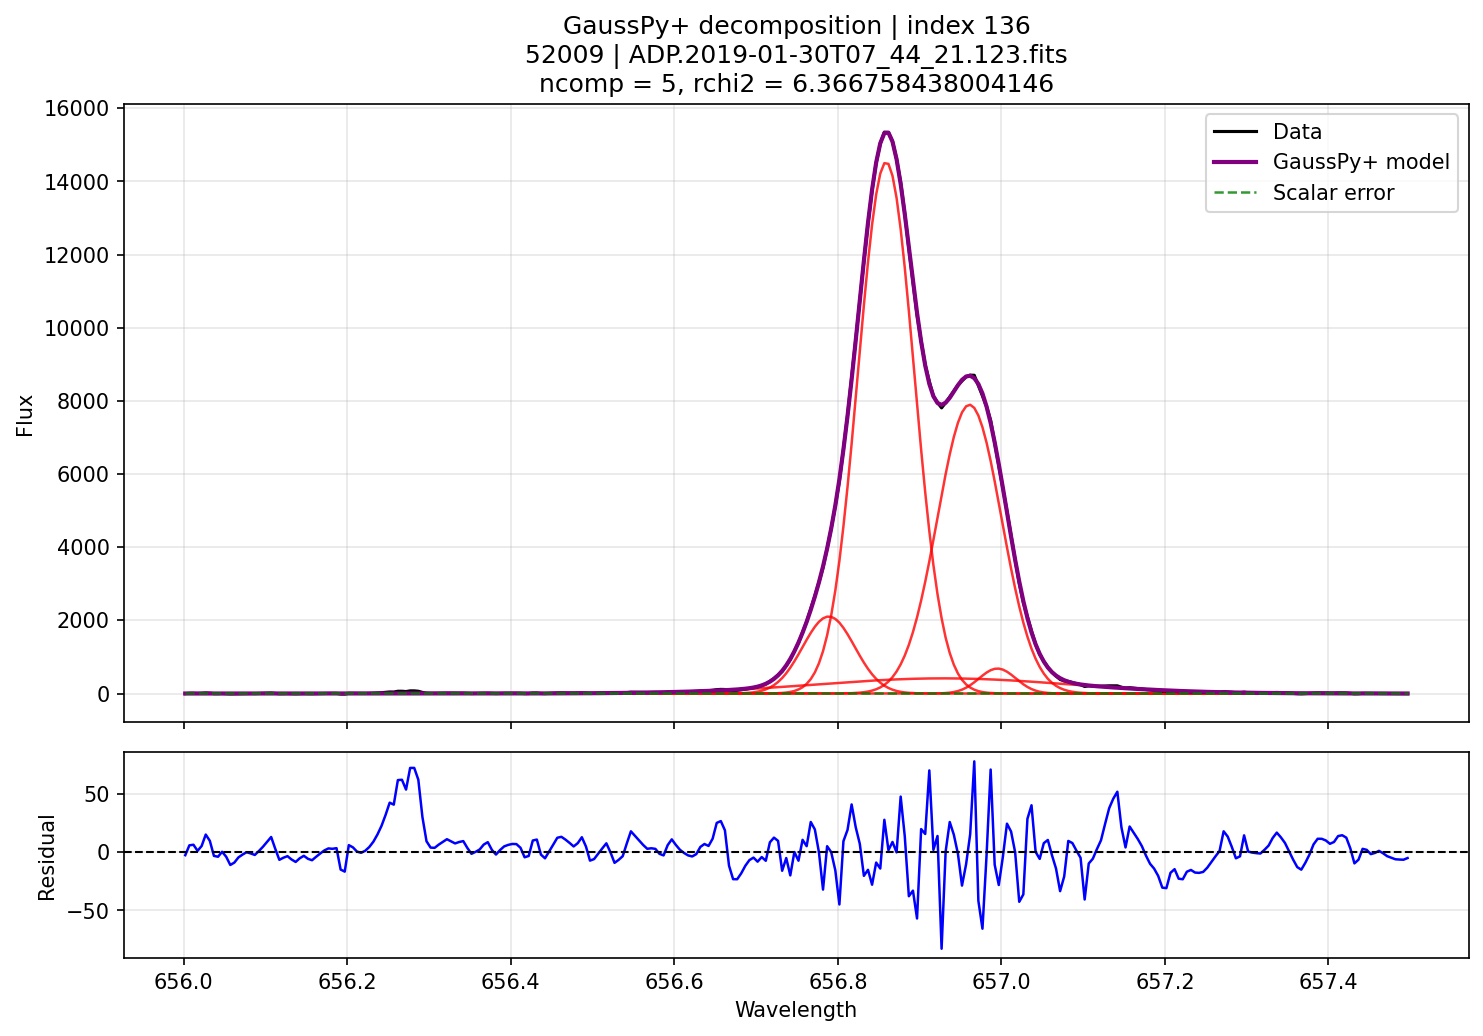 GaussPy+ decomposition | index 136
52009 | ADP.2019-01-30T07_44_21.123.fits
ncomp = 5, rchi2 = 6.366758438004146
16000
14000
12000
10000
8000
6000
4000
2000
0
Flux
Data
GaussPy+ model
Scalar error
50
0
−50
Residual
656.0
656.2
656.4
656.6
656.8
657.0
657.2
657.4
Wavelength